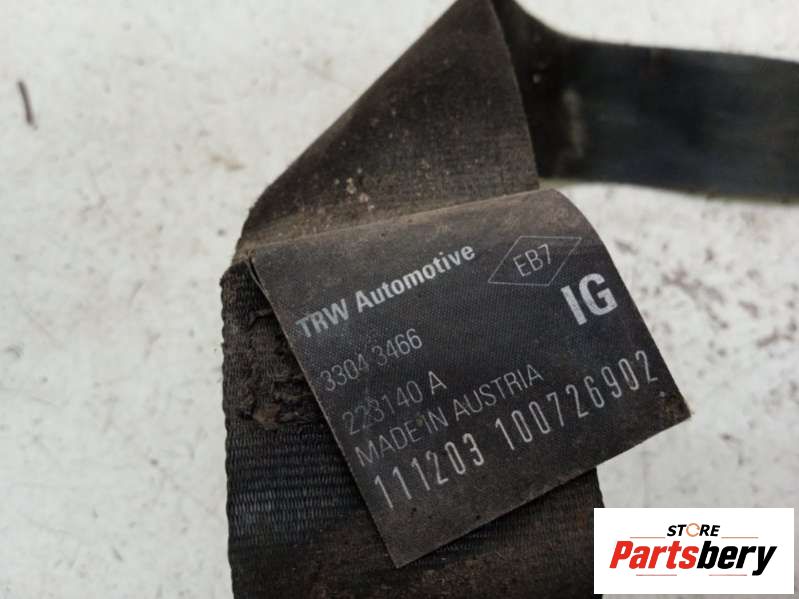 TRW Automotive
EB7
IG
3304 3466
223140 A
MADE IN AUSTRIA
111203 100726902
STORE
Partsbery